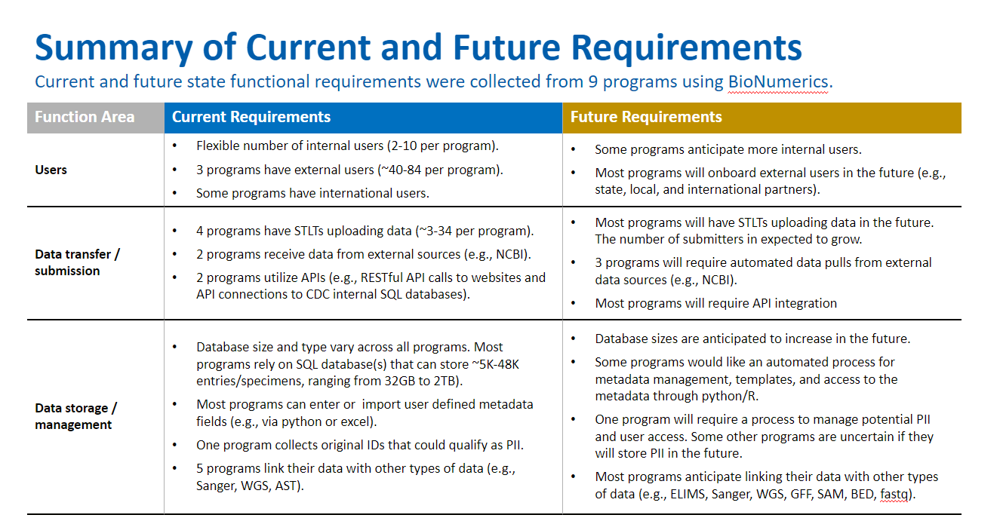 Summary of Current and Future Requirements
Current and future state functional requirements were collected from 9 programs using BioNumerics.
Function Area
Current Requirements
Future Requirements
Users
• Flexible number of internal users (2-10 per program).
• 3 programs have external users (~40-84 per program).
• Some programs have international users.
• Some programs anticipate more internal users.
• Most programs will onboard external users in the future (e.g.,
state, local, and international partners).
Data transfer /
submission
• 4 programs have STLTs uploading data (~3-34 per program).
• 2 programs receive data from external sources (e.g., NCBI).
• 2 programs utilize APIs (e.g., RESTful API calls to websites and
API connections to CDC internal SQL databases).
• Most programs will have STLTs uploading data in the future.
The number of submitters in expected to grow.
• 3 programs will require automated data pulls from external
data sources (e.g., NCBI).
• Most programs will require API integration
Data storage /
management
• Database size and type vary across all programs. Most
programs rely on SQL database(s) that can store ~5K-48K
entries/specimens, ranging from 32GB to 2TB).
• Most programs can enter or  import user defined metadata
fields (e.g., via python or excel).
• One program collects original IDs that could qualify as PII.
• 5 programs link their data with other types of data (e.g.,
Sanger, WGS, AST).
• Database sizes are anticipated to increase in the future.
• Some programs would like an automated process for
metadata management, templates, and access to the
metadata through python/R.
• One program will require a process to manage potential PII
and user access. Some other programs are uncertain if they
will store PII in the future.
• Most programs anticipate linking their data with other types
of data (e.g., ELIMS, Sanger, WGS, GFF, SAM, BED, fastq).